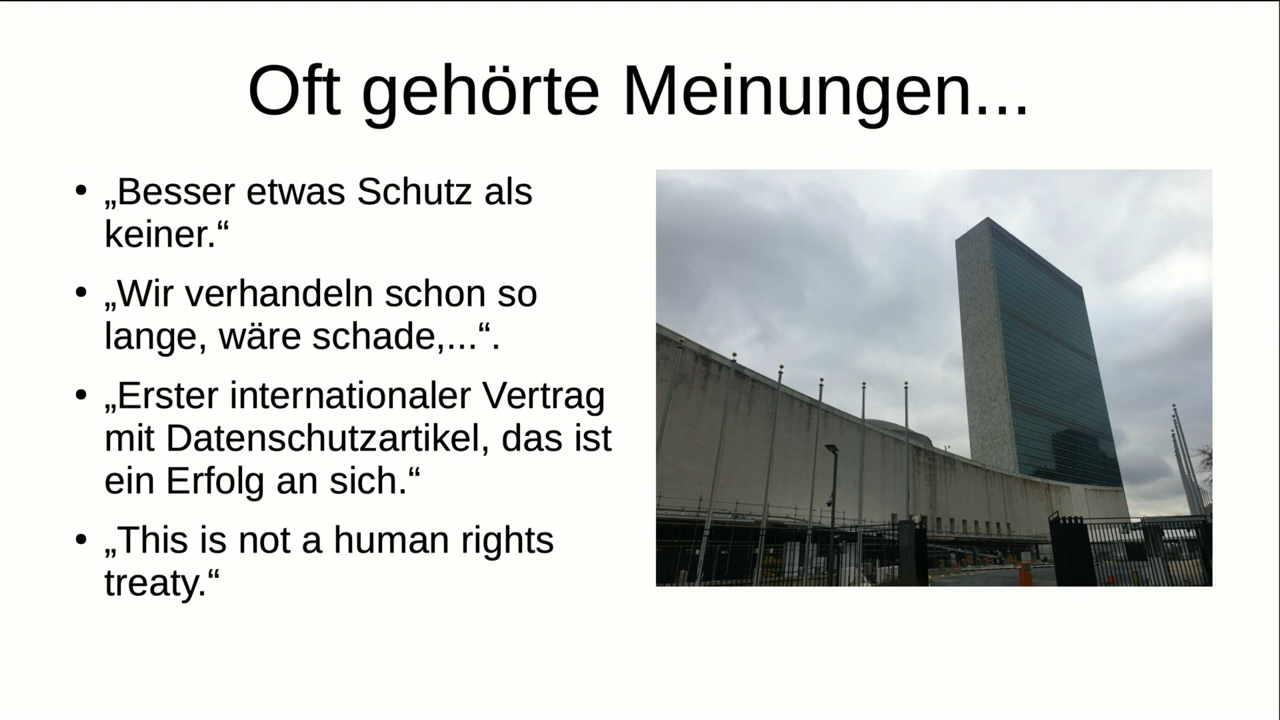 Oft gehörte Meinungen...
• „Besser etwas Schutz als
keiner.“
• „Wir verhandeln schon so
lange, wäre schade,...“.
• „Erster internationaler Vertrag
mit Datenschutzartikel, das ist
ein Erfolg an sich.“
• „This is not a human rights
treaty.“